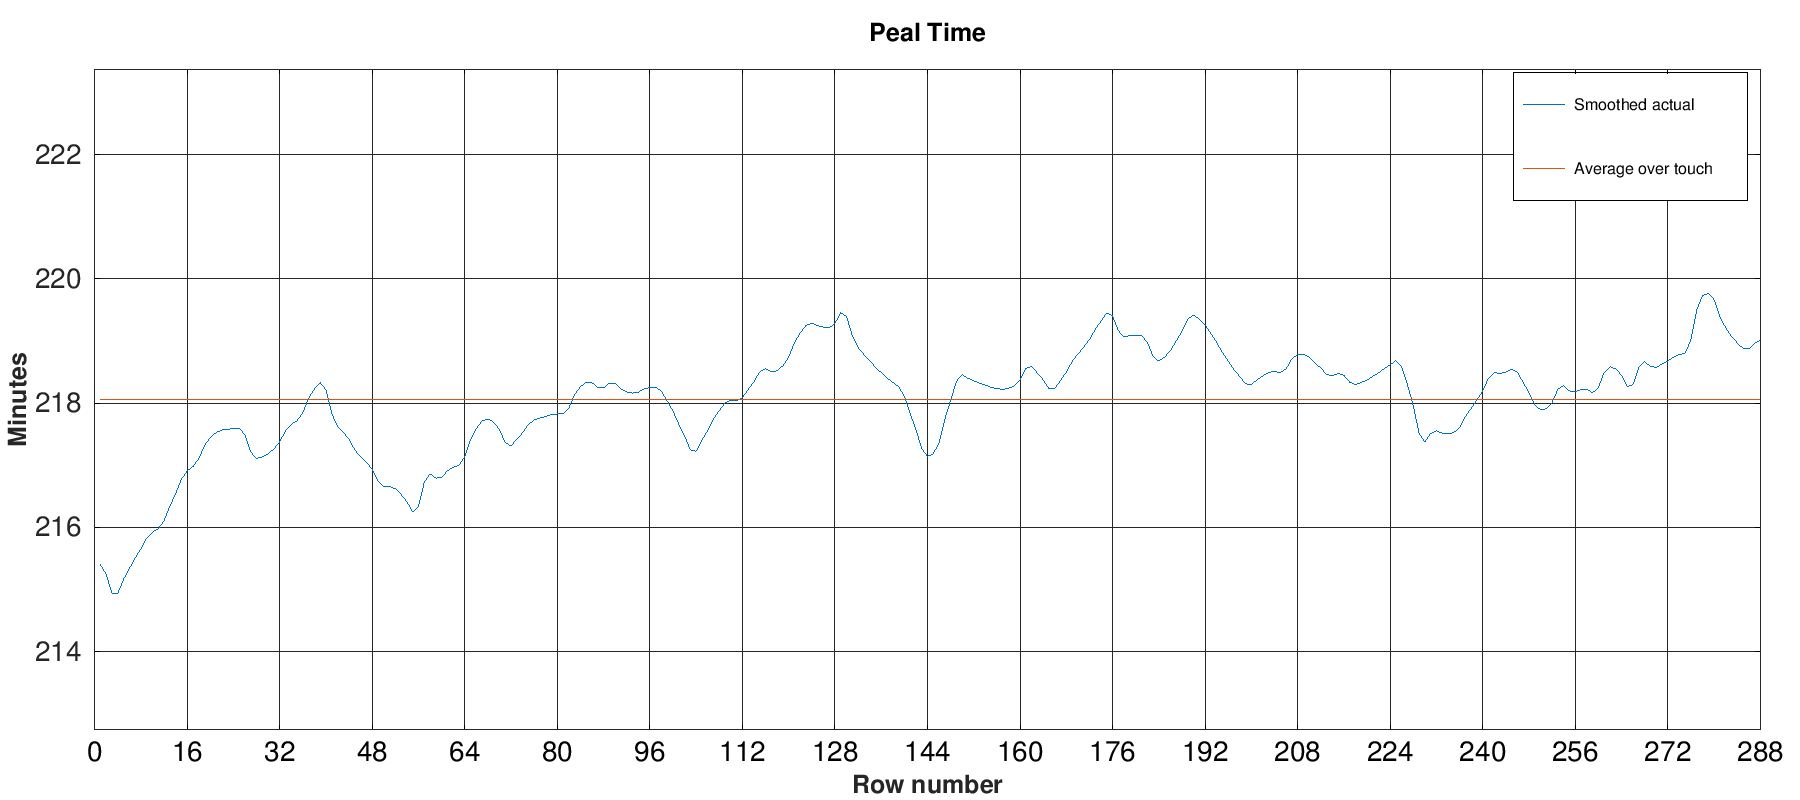 Peal Time
Smoothed actual
Average over touch
222
220
218
216
214
Minutes
0 16 32 48 64 80 96 112 128 144 160 176 192 208 224 240 256 272 288
Row number